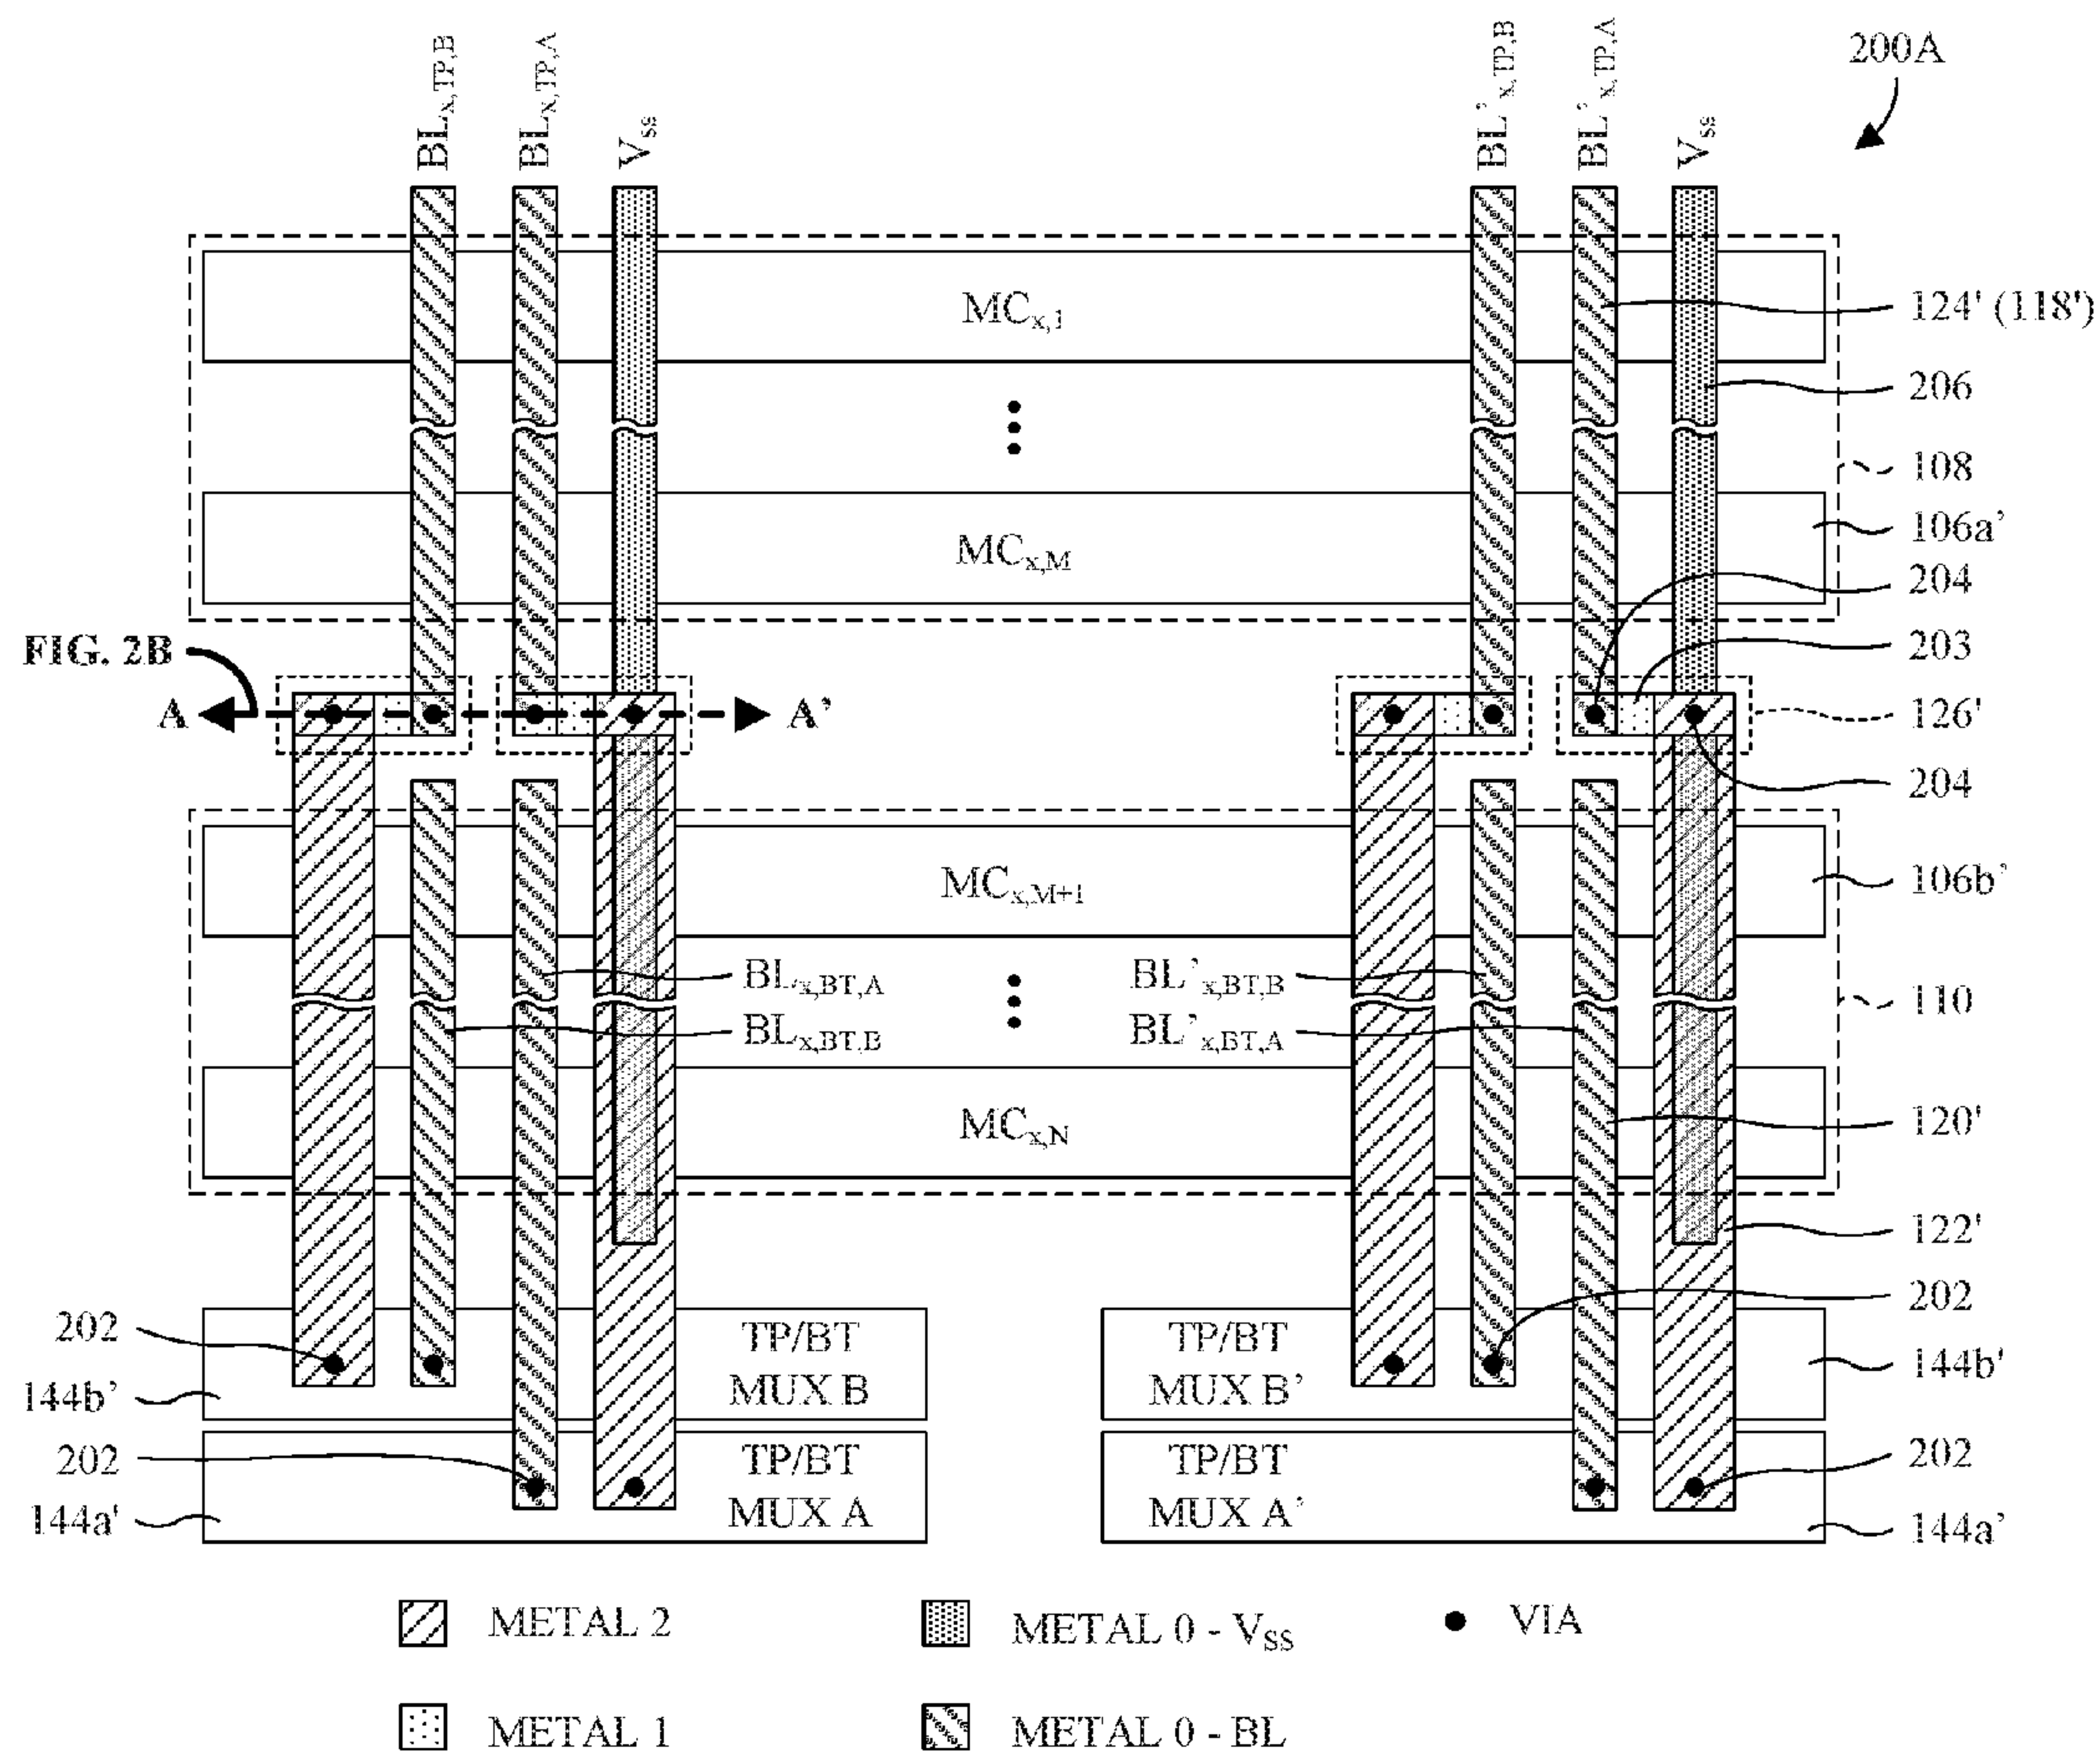 200A
BLx,TP,B
BLx,TP,A
Vss
BL'x,TP,B
BL'x,TP,A
Vss
MCx,1
124' (118')
206
108
MCx,M
106a'
204
FIG. 2B
203
A
A'
126'
204
MCx,M+1
106b'
BLx,BT,A
BL'x,BT,B
110
BLx,BT,B
BL'x,BT,A
MCx,N
120'
122'
202
202
TP/BT
MUX B
TP/BT
MUX B'
144b'
144b'
202
TP/BT
MUX A
TP/BT
MUX A'
202
144a'
144a'
METAL 2
METAL 0 - VSS
VIA
METAL 1
METAL 0 - BL